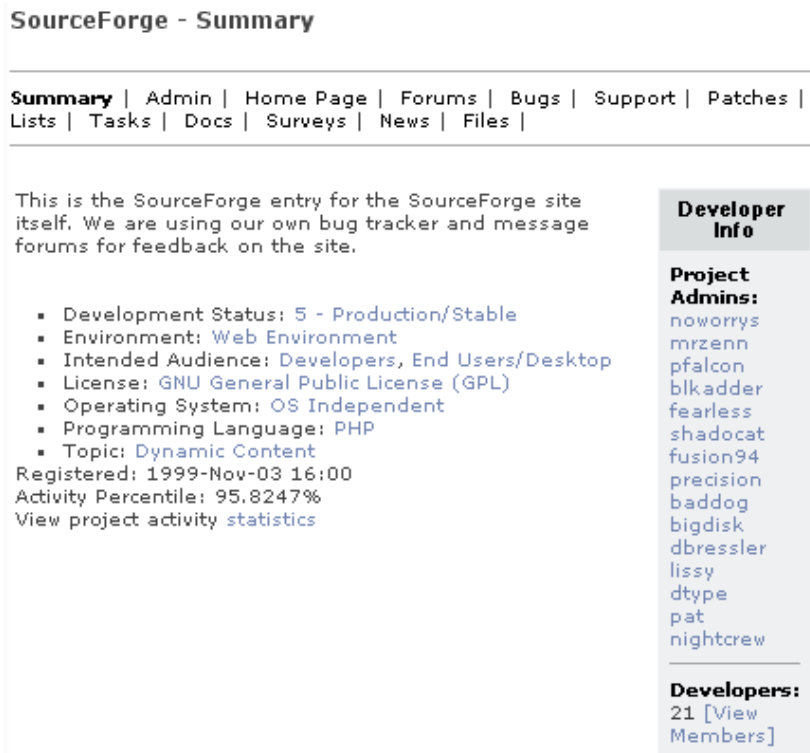 SourceForge - Summary
Summary | Admin | Home Page | Forums | Bugs | Support | Patches |
Lists | Tasks | Docs | Surveys | News | Files |
This is the SourceForge entry for the SourceForge site
itself. We are using our own bug tracker and message
forums for feedback on the site.
Development Status: 5 - Production/Stable
Environment: Web Environment
Intended Audience: Developers, End Users/Desktop
License: GNU General Public License (GPL)
Operating System: OS Independent
Programming Language: PHP
Topic: Dynamic Content
Registered: 1999-Nov-03 16:00
Activity Percentile: 95.8247%
View project activity statistics
Developer
Info
Project
Admins:
noworrys
mrzenn
pfalcon
blkadder
fearless
shadocat
fusion94
precision
baddog
bigdisk
dbressler
lissy
dtype
pat
nightcrew
Developers:
21 [View
Members]